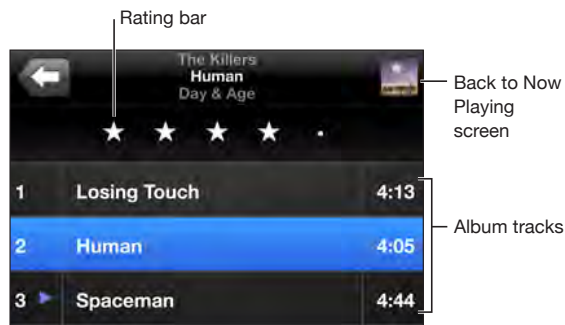 Rating bar
The Killers
Human
Day & Age
Back to Now
Playing
screen
1 Losing Touch 4:13
2 Human 4:05
3 Spaceman 4:44
Album tracks